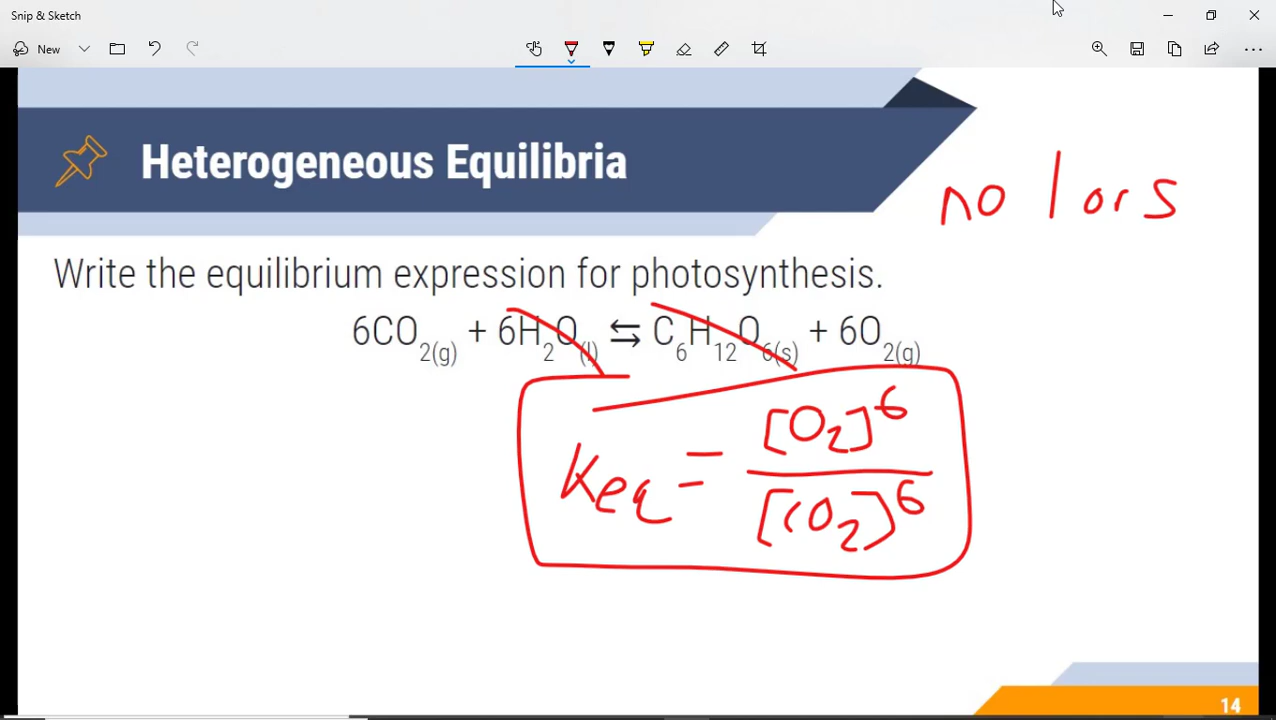 Snip & Sketch
New
Heterogeneous Equilibria
no l or s
Write the equilibrium expression for photosynthesis.
6CO2(g) + 6H2O(l) ⇆ C6H12O6(s) + 6O2(g)
Keq = [O2]^6 / [CO2]^6
14